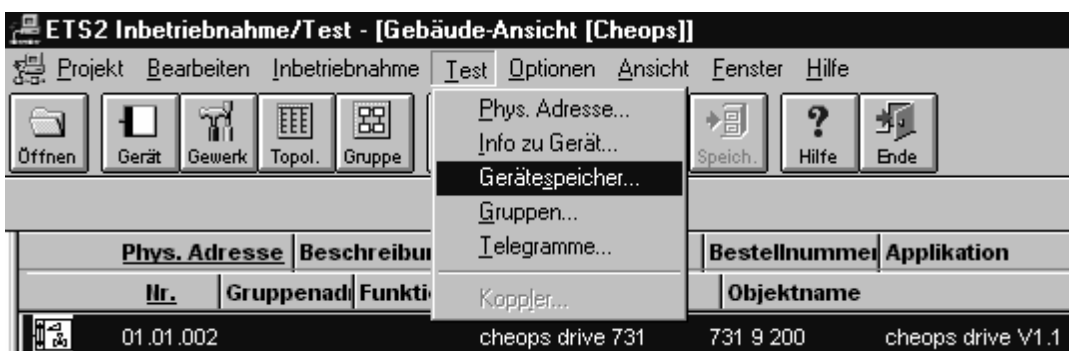 ETS2 Inbetriebnahme/Test - [Gebäude-Ansicht [Cheops]]
Projekt Bearbeiten Inbetriebnahme Test Optionen Ansicht Fenster Hilfe
Öffnen Gerät Gewerk Topol. Gruppe Speich. Hilfe Ende
Phys. Adresse...
Info zu Gerät...
Gerätespeicher...
Gruppen...
Telegramme...
Koppler...
Phys. Adresse Beschreibu Bestellnummer Applikation
Nr. Gruppenad Funkti Objektname
01.01.002 cheops drive 731 731 9 200 cheops drive V1.1